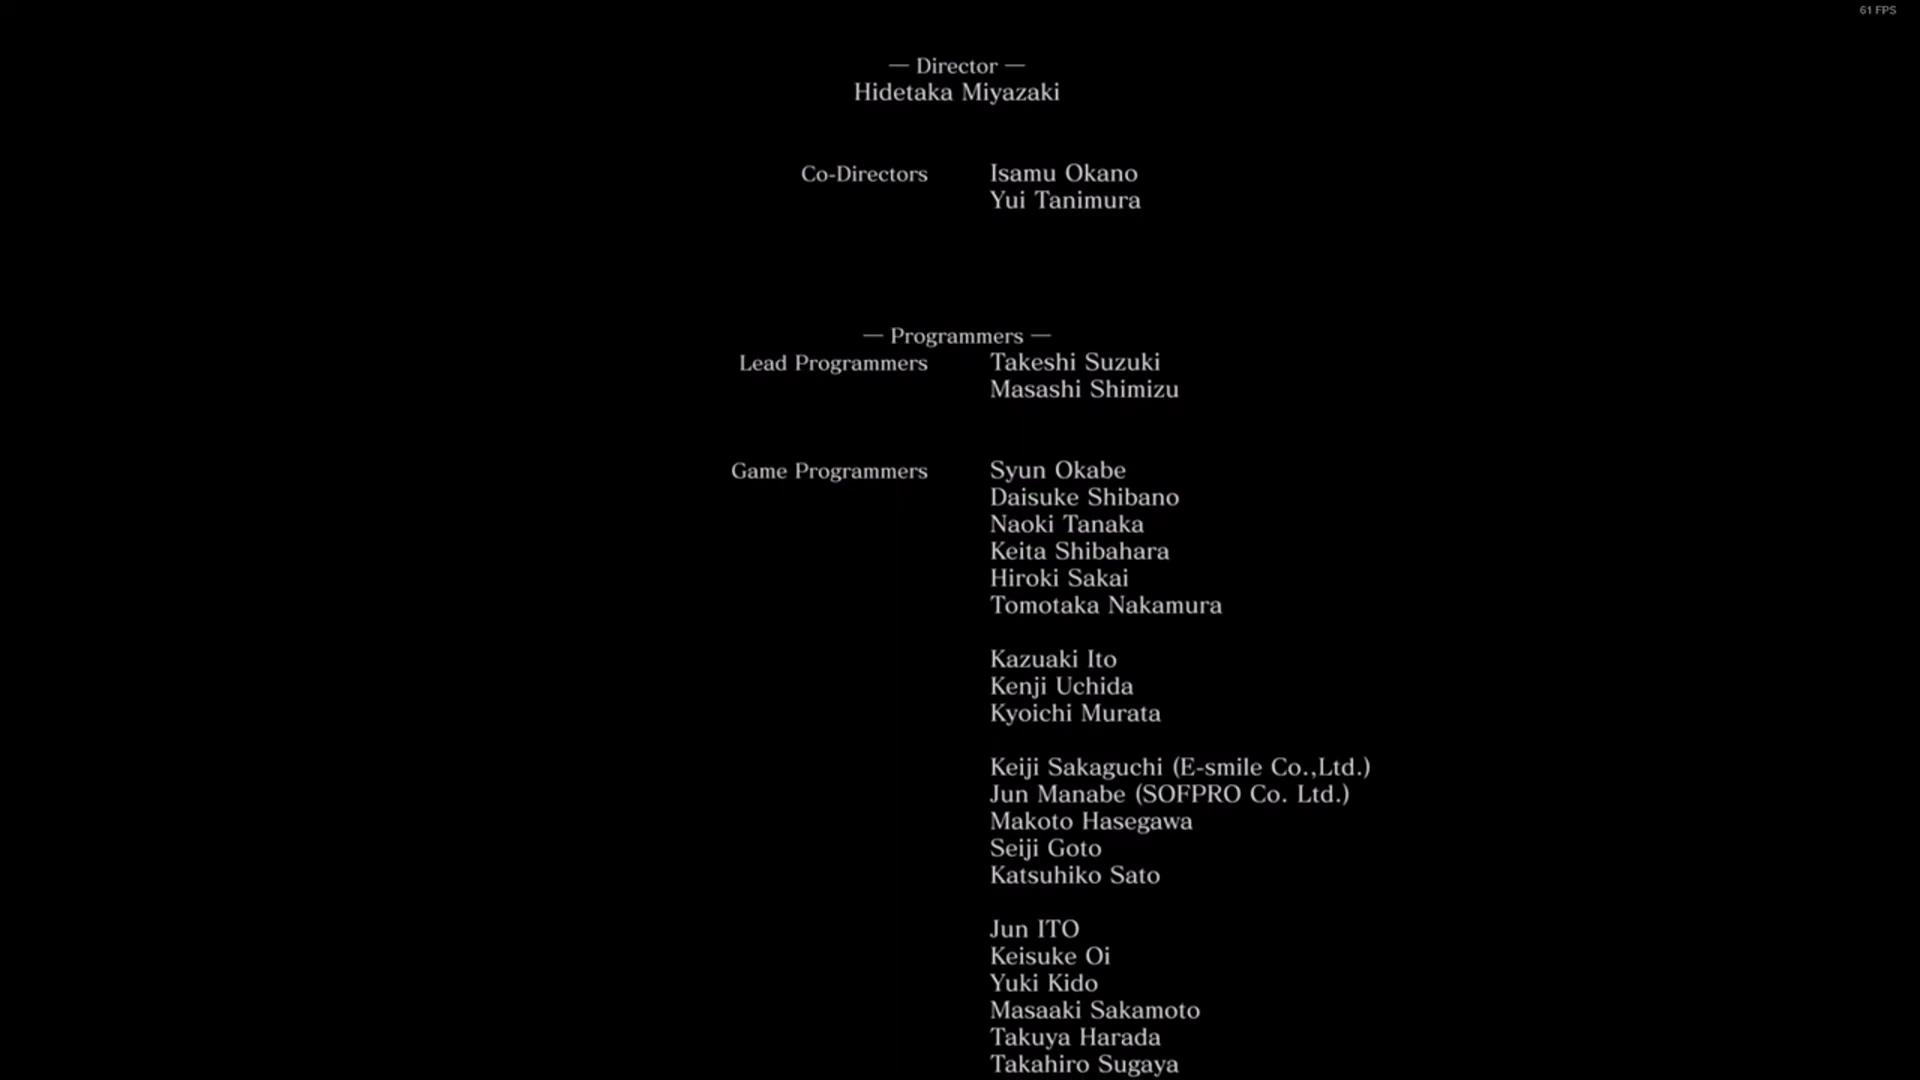 61 FPS
— Director —
Hidetaka Miyazaki
Co-Directors Isamu Okano
Yui Tanimura
— Programmers —
Lead Programmers Takeshi Suzuki
Masashi Shimizu
Game Programmers Syun Okabe
Daisuke Shibano
Naoki Tanaka
Keita Shibahara
Hiroki Sakai
Tomotaka Nakamura
Kazuaki Ito
Kenji Uchida
Kyoichi Murata
Keiji Sakaguchi (E-smile Co.,Ltd.)
Jun Manabe (SOFPRO Co. Ltd.)
Makoto Hasegawa
Seiji Goto
Katsuhiko Sato
Jun ITO
Keisuke Oi
Yuki Kido
Masaaki Sakamoto
Takuya Harada
Takahiro Sugaya